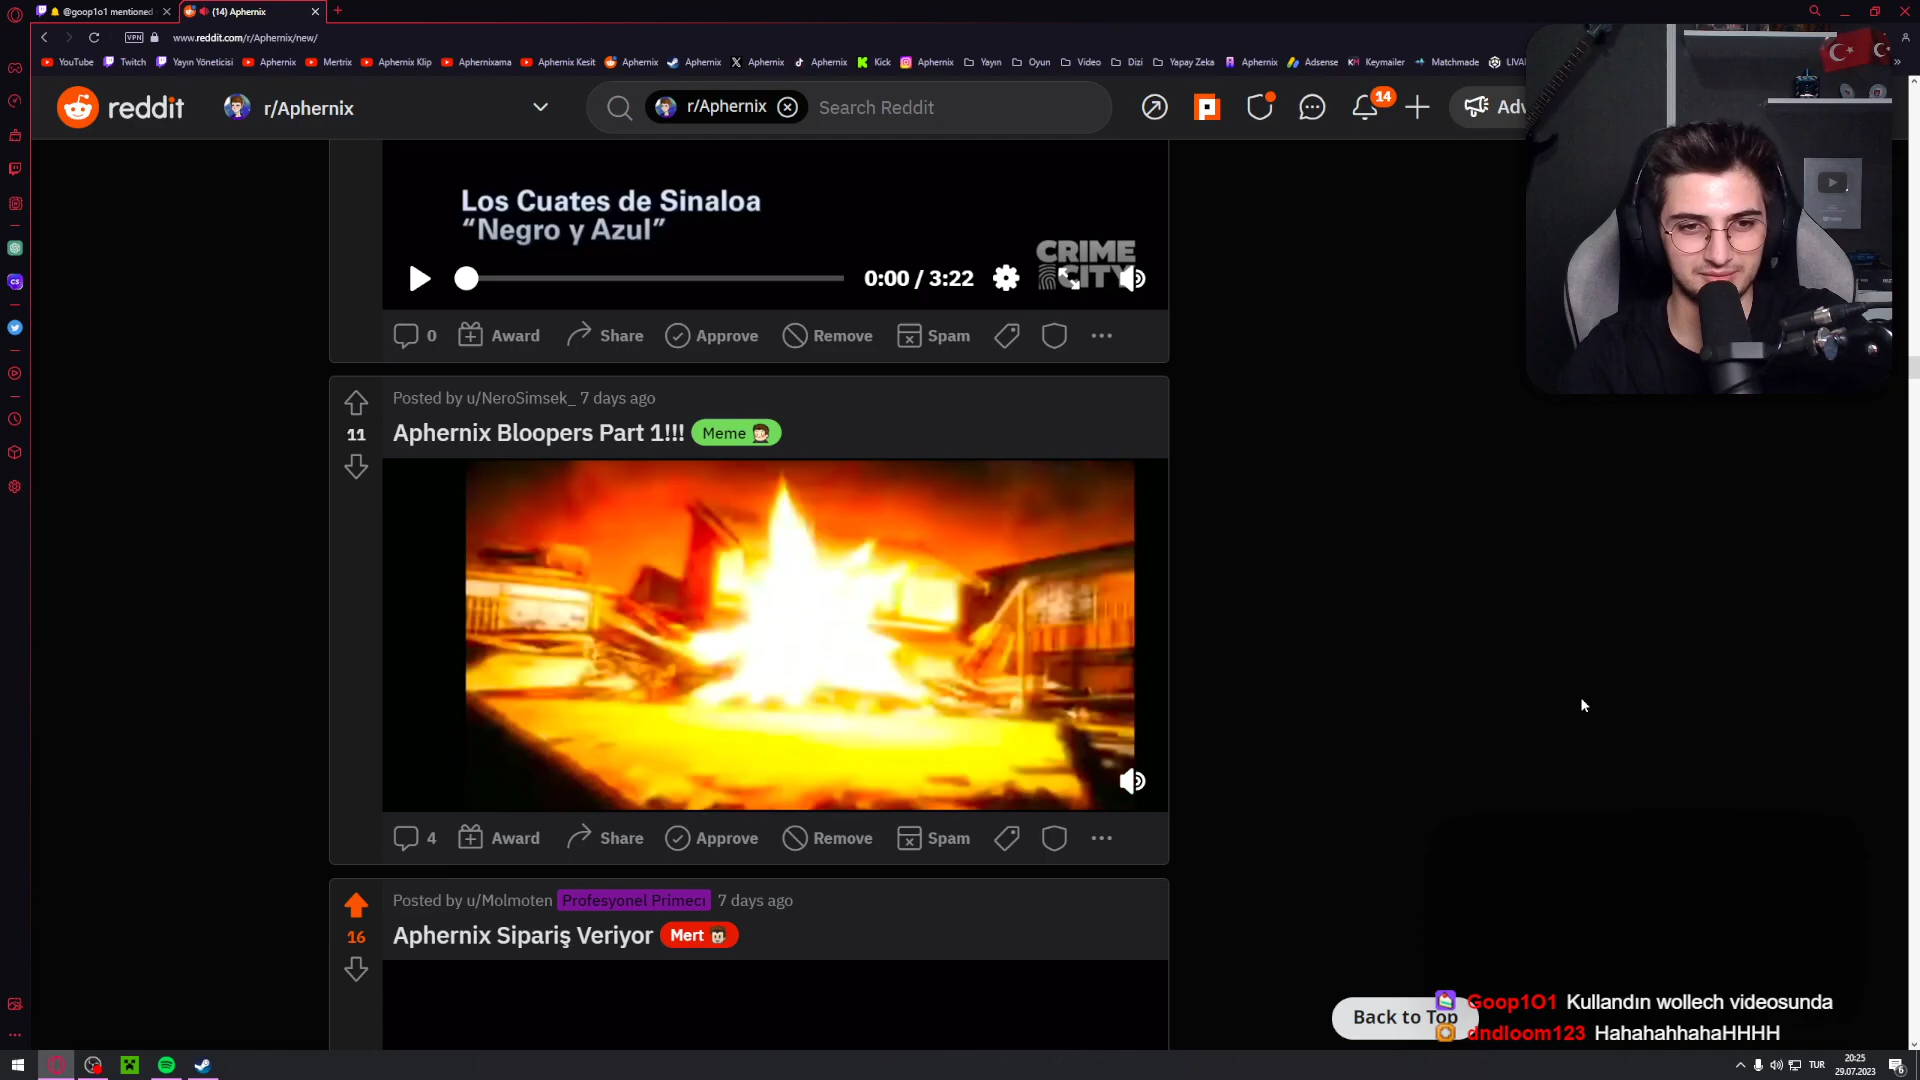 @goop1o1 mentioned
(14) Aphernix
VPN
www.reddit.com/r/Aphernix/new/
YouTube
Twitch
Yayın Yöneticisi
Aphernix
Mertrix
Aphernix Klip
Aphernixama
Aphernix Kesit
Aphernix
Aphernix
Aphernix
Aphernix
Kick
Aphernix
Yayın
Oyun
Video
Dizi
Yapay Zeka
Aphernix
Adsense
Keymailer
Matchmade
reddit
r/Aphernix
r/Aphernix
Search Reddit
14
Adv
Los Cuates de Sinaloa
“Negro y Azul”
CRIME
CITY
0:00 / 3:22
0 Award Share Approve Remove Spam
Posted by u/NeroSimsek_ 7 days ago
11
Aphernix Bloopers Part 1!!! Meme
4 Award Share Approve Remove Spam
Posted by u/Molmoten Profesyonel Primeci 7 days ago
16
Aphernix Sipariş Veriyor Mert
Back to Top
Goop1O1 Kullandın wollech videosunda
dndloom123 HahahahhahaHHHH
TUR
20:25
29.07.2023
6